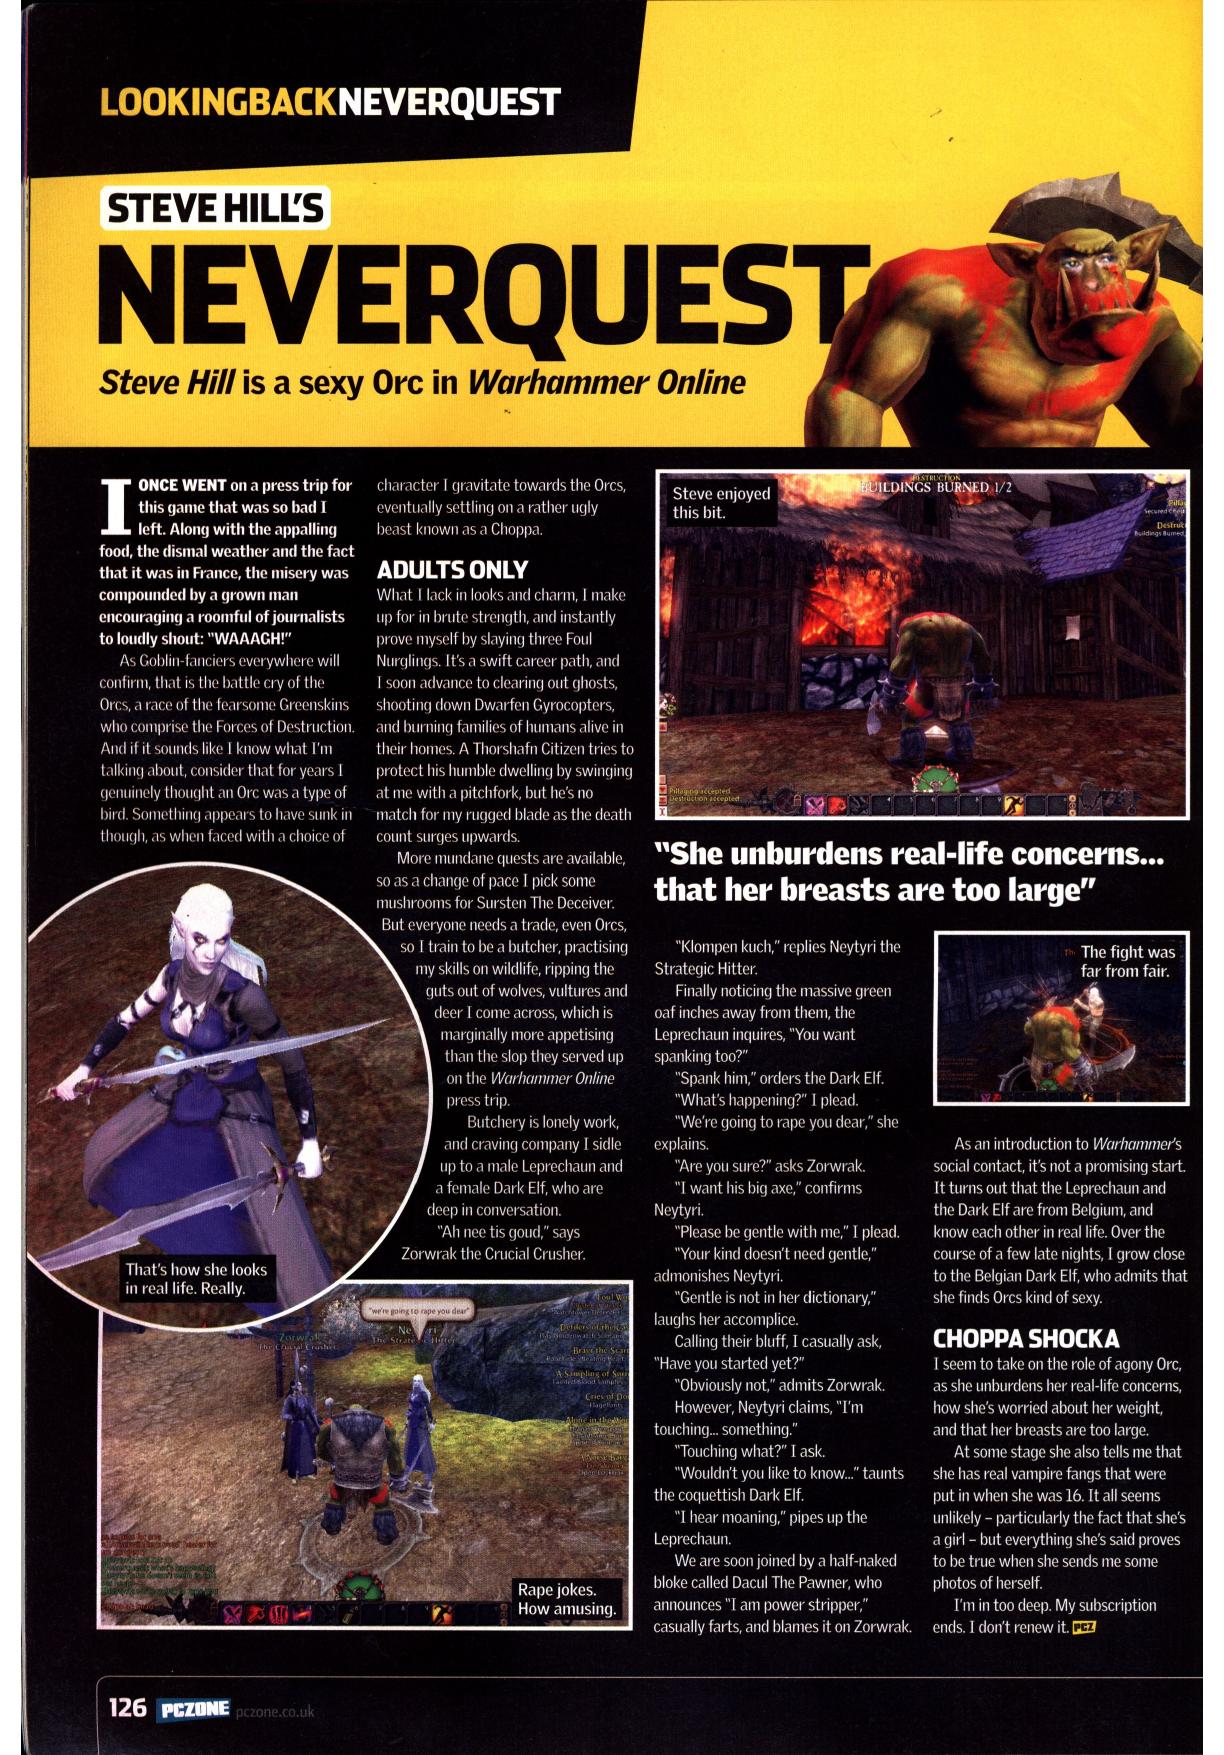 LOOKINGBACKNEVERQUEST
STEVE HILL'S
NEVERQUEST
Steve Hill is a sexy Orc in Warhammer Online
I ONCE WENT on a press trip for
this game that was so bad I
left. Along with the appalling
food, the dismal weather and the fact
that it was in France, the misery was
compounded by a grown man
encouraging a roomful of journalists
to loudly shout: "WAAAGH!"
As Goblin-fanciers everywhere will
confirm, that is the battle cry of the
Orcs, a race of the fearsome Greenskins
who comprise the Forces of Destruction.
And if it sounds like I know what I'm
talking about, consider that for years I
genuinely thought an Orc was a type of
bird. Something appears to have sunk in
though, as when faced with a choice of
character I gravitate towards the Orcs,
eventually settling on a rather ugly
beast known as a Choppa.
ADULTS ONLY
What I lack in looks and charm, I make
up for in brute strength, and instantly
prove myself by slaying three Foul
Nurglings. It's a swift career path, and
I soon advance to clearing out ghosts,
shooting down Dwarfen Gyrocopters,
and burning families of humans alive in
their homes. A Thorshafn Citizen tries to
protect his humble dwelling by swinging
at me with a pitchfork, but he's no
match for my rugged blade as the death
count surges upwards.
More mundane quests are available,
so as a change of pace I pick some
mushrooms for Sursten The Deceiver.
But everyone needs a trade, even Orcs,
so I train to be a butcher, practising
my skills on wildlife, ripping the
guts out of wolves, vultures and
deer I come across, which is
marginally more appetising
than the slop they served up
on the Warhammer Online
press trip.
Butchery is lonely work,
and craving company I sidle
up to a male Leprechaun and
a female Dark Elf, who are
deep in conversation.
"Ah nee tis goud," says
Zorwrak the Crucial Crusher.
That's how she looks
in real life. Really.
"we're going to rape you dear"
Zorwrak
The Crucial Crusher
The Strategic Hitter
Rape jokes.
How amusing.
Steve enjoyed
this bit.
DESTRUCTION
BUILDINGS BURNED 1/2
Pillaging accepted
Destruction accepted
"She unburdens real-life concerns...
that her breasts are too large"
"Klompen kuch," replies Neytyri the
Strategic Hitter.
Finally noticing the massive green
oaf inches away from them, the
Leprechaun inquires, "You want
spanking too?"
"Spank him," orders the Dark Elf.
"What's happening?" I plead.
"We're going to rape you dear," she
explains.
"Are you sure?" asks Zorwrak.
"I want his big axe," confirms
Neytyri.
"Please be gentle with me," I plead.
"Your kind doesn't need gentle,"
admonishes Neytyri.
"Gentle is not in her dictionary,"
laughs her accomplice.
Calling their bluff, I casually ask,
"Have you started yet?"
"Obviously not," admits Zorwrak.
However, Neytyri claims, "I'm
touching... something."
"Touching what?" I ask.
"Wouldn't you like to know..." taunts
the coquettish Dark Elf.
"I hear moaning," pipes up the
Leprechaun.
We are soon joined by a half-naked
bloke called Dacul The Pawner, who
announces "I am power stripper,"
casually farts, and blames it on Zorwrak.
The fight was
far from fair.
As an introduction to Warhammer's
social contact, it's not a promising start.
It turns out that the Leprechaun and
the Dark Elf are from Belgium, and
know each other in real life. Over the
course of a few late nights, I grow close
to the Belgian Dark Elf, who admits that
she finds Orcs kind of sexy.
CHOPPA SHOCKA
I seem to take on the role of agony Orc,
as she unburdens her real-life concerns,
how she's worried about her weight,
and that her breasts are too large.
At some stage she also tells me that
she has real vampire fangs that were
put in when she was 16. It all seems
unlikely – particularly the fact that she's
a girl – but everything she's said proves
to be true when she sends me some
photos of herself.
I'm in too deep. My subscription
ends. I don't renew it. PCZ
126 PCZONE pczone.co.uk